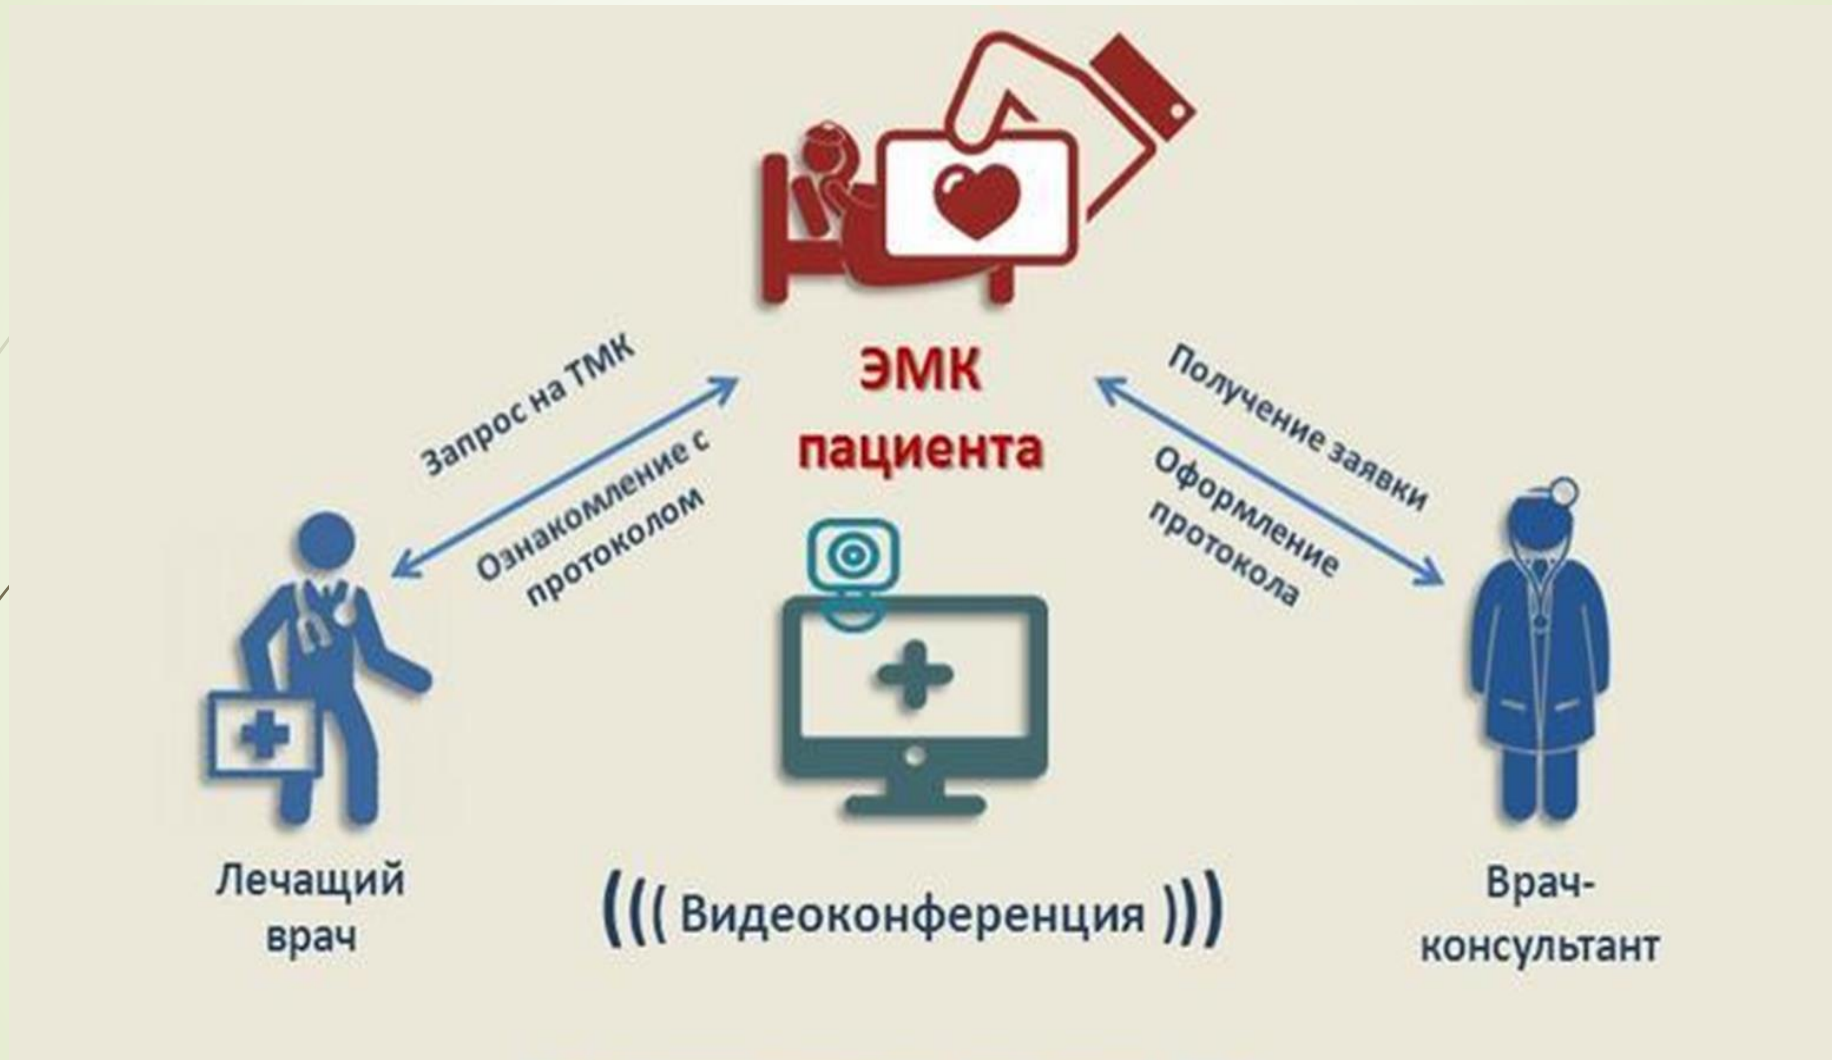 ЭМК
пациента
Запрос на ТМК
Ознакомление с
протоколом
Получение заявки
Оформление
протокола
Лечащий
врач
((( Видеоконференция )))
Врач-
консультант